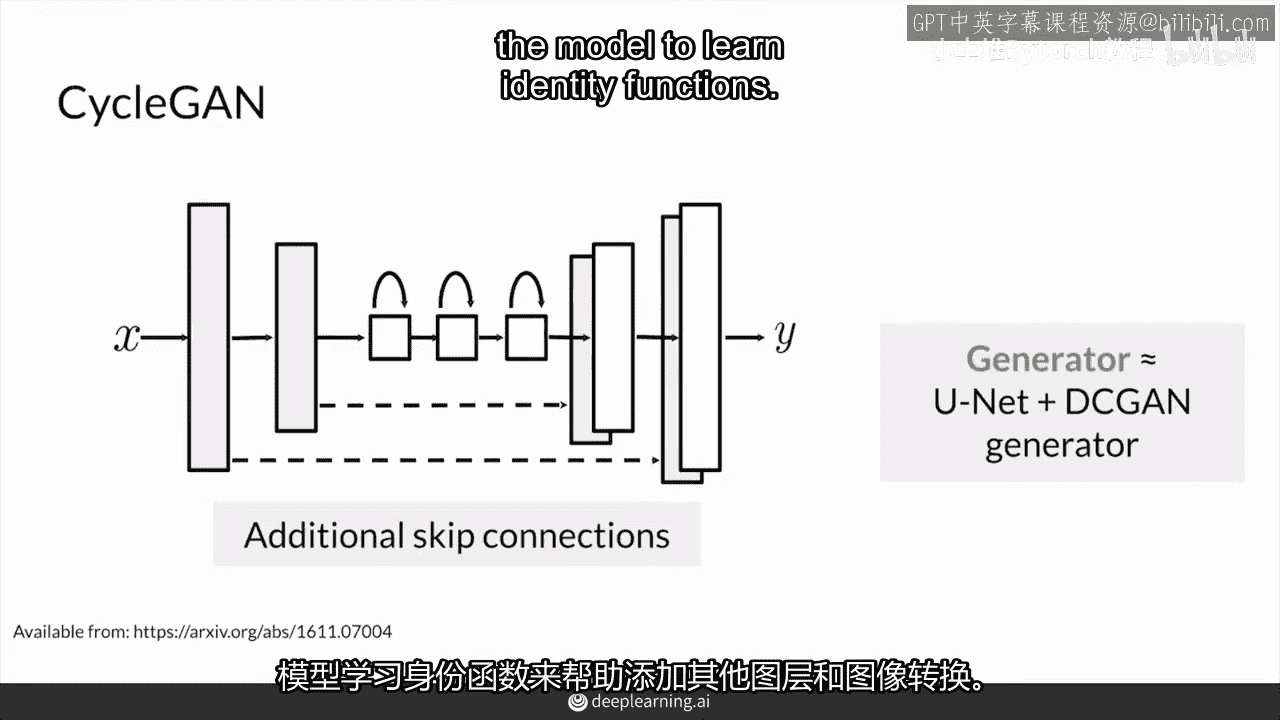 GPT中英字幕课程资源@bilibili.com
the model to learn
identity functions.
CycleGAN
x
y
Generator ≈
U-Net + DCGAN
generator
Additional skip connections
Available from: https://arxiv.org/abs/1611.07004
模型学习身份函数来帮助添加其他图层和图像转换。
deeplearning.ai